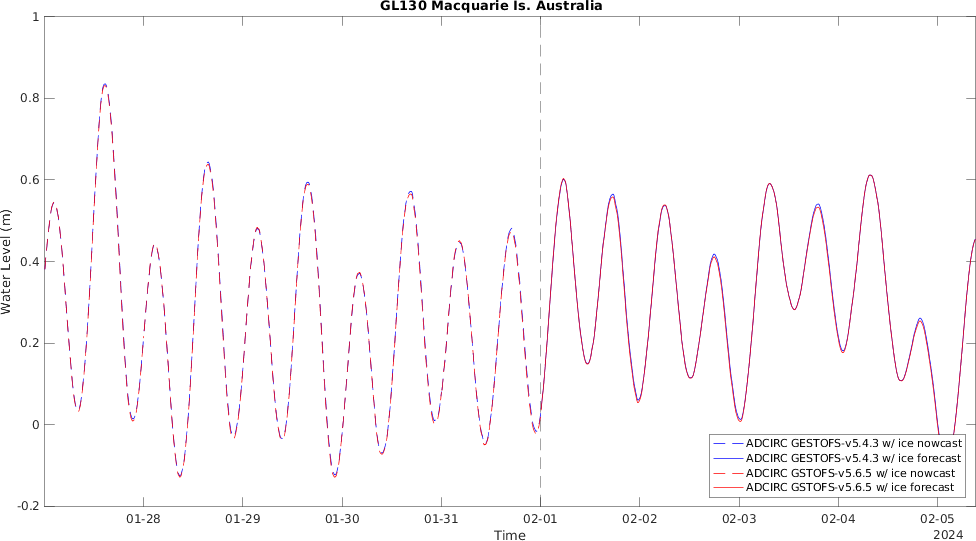 GL130 Macquarie Is. Australia
1
0.8
0.6
0.4
0.2
0
-0.2
Water Level (m)
01-28 01-29 01-30 01-31 02-01 02-02 02-03 02-04 02-05
Time
2024
ADCIRC GESTOFS-v5.4.3 w/ ice nowcast
ADCIRC GESTOFS-v5.4.3 w/ ice forecast
ADCIRC GSTOFS-v5.6.5 w/ ice nowcast
ADCIRC GSTOFS-v5.6.5 w/ ice forecast